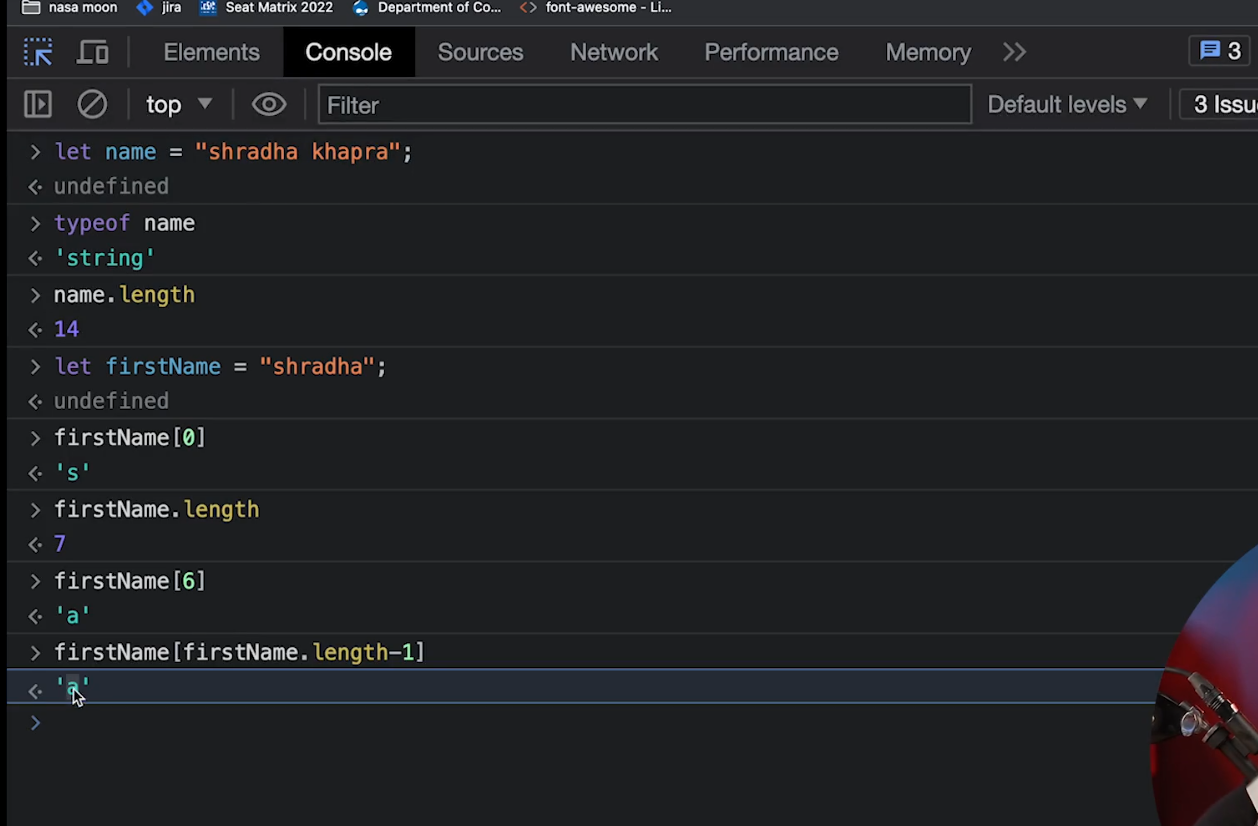 nasa moon jira Seat Matrix 2022 Department of Co... <> font-awesome - Li...
Elements Console Sources Network Performance Memory >> 3
top ▼ Filter Default levels ▼ 3 Issu
> let name = "shradha khapra";
<· undefined
> typeof name
<· 'string'
> name.length
<· 14
> let firstName = "shradha";
<· undefined
> firstName[0]
<· 's'
> firstName.length
<· 7
> firstName[6]
<· 'a'
> firstName[firstName.length-1]
<· 'a'
>